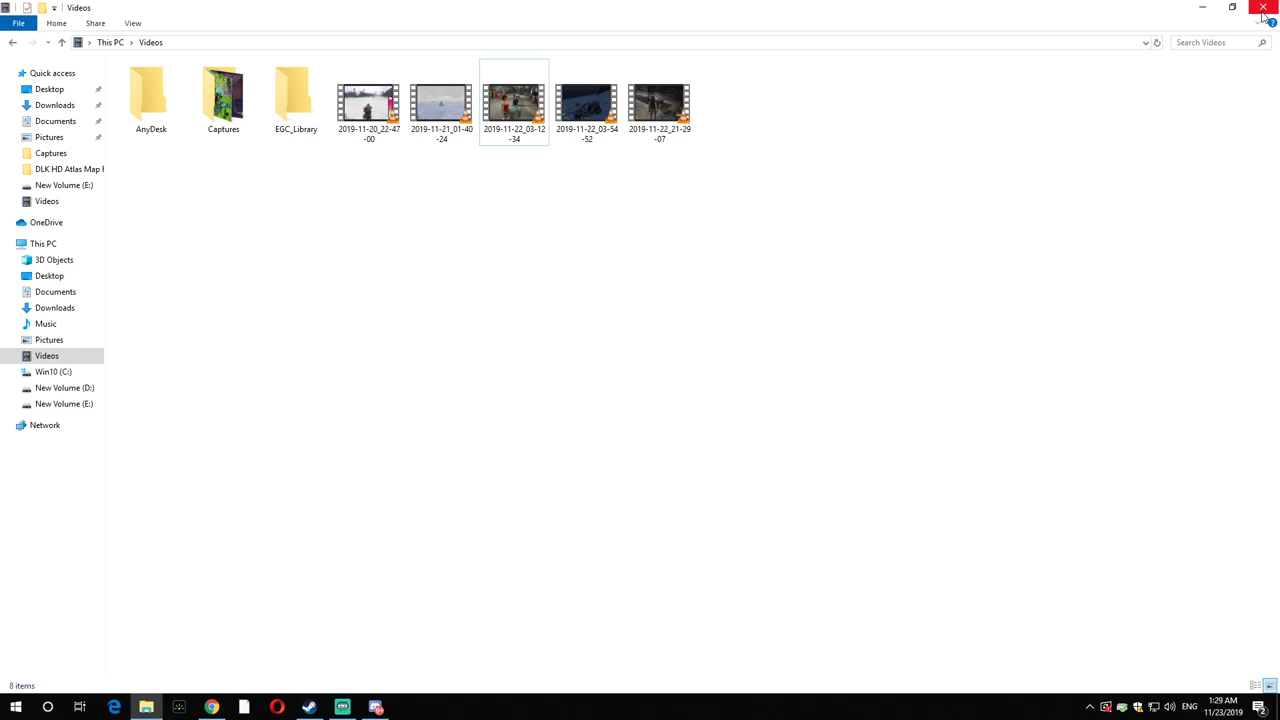 Videos
File Home Share View
This PC Videos
Search Videos
Quick access
Desktop
Downloads
Documents
Pictures
Captures
DLK HD Atlas Map F
New Volume (E:)
Videos
OneDrive
This PC
3D Objects
Desktop
Documents
Downloads
Music
Pictures
Videos
Win10 (C:)
New Volume (D:)
New Volume (E:)
Network
AnyDesk
Captures
EGC_Library
2019-11-20_22-47
-00
2019-11-21_01-40
-24
2019-11-22_03-12
-34
2019-11-22_03-54
-52
2019-11-22_21-29
-07
8 items
ENG
1:29 AM
11/23/2019
2